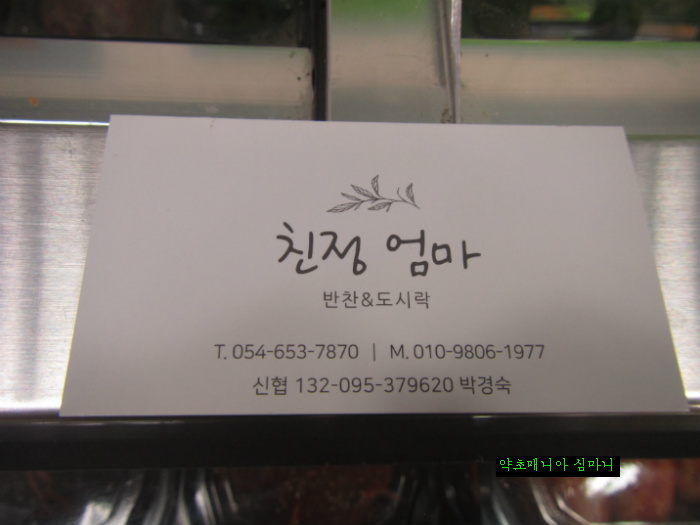 친정 엄마
반찬&도시락
T. 054-653-7870 | M. 010-9806-1977
신협 132-095-379620 박경숙
약초매니아 심마니